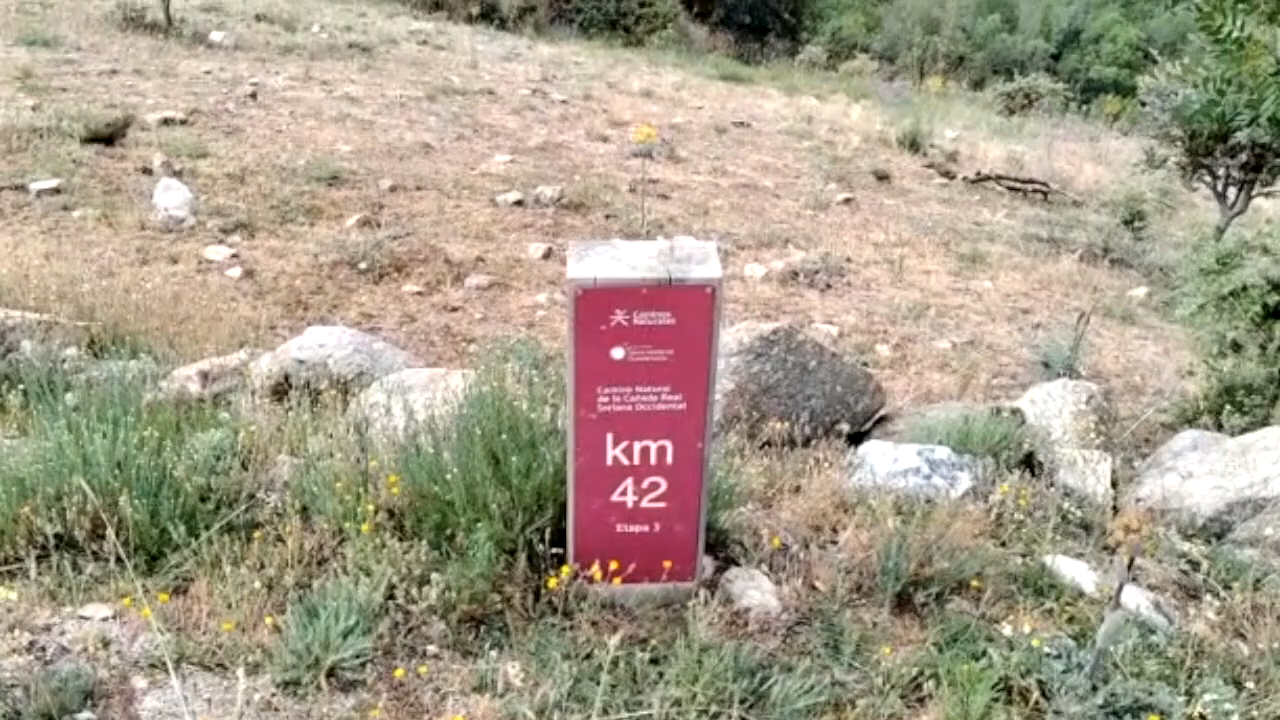 Caminos
Naturales
Camino Natural
de la Cañada Real
Soriana Occidental
km
42
Etapa 3